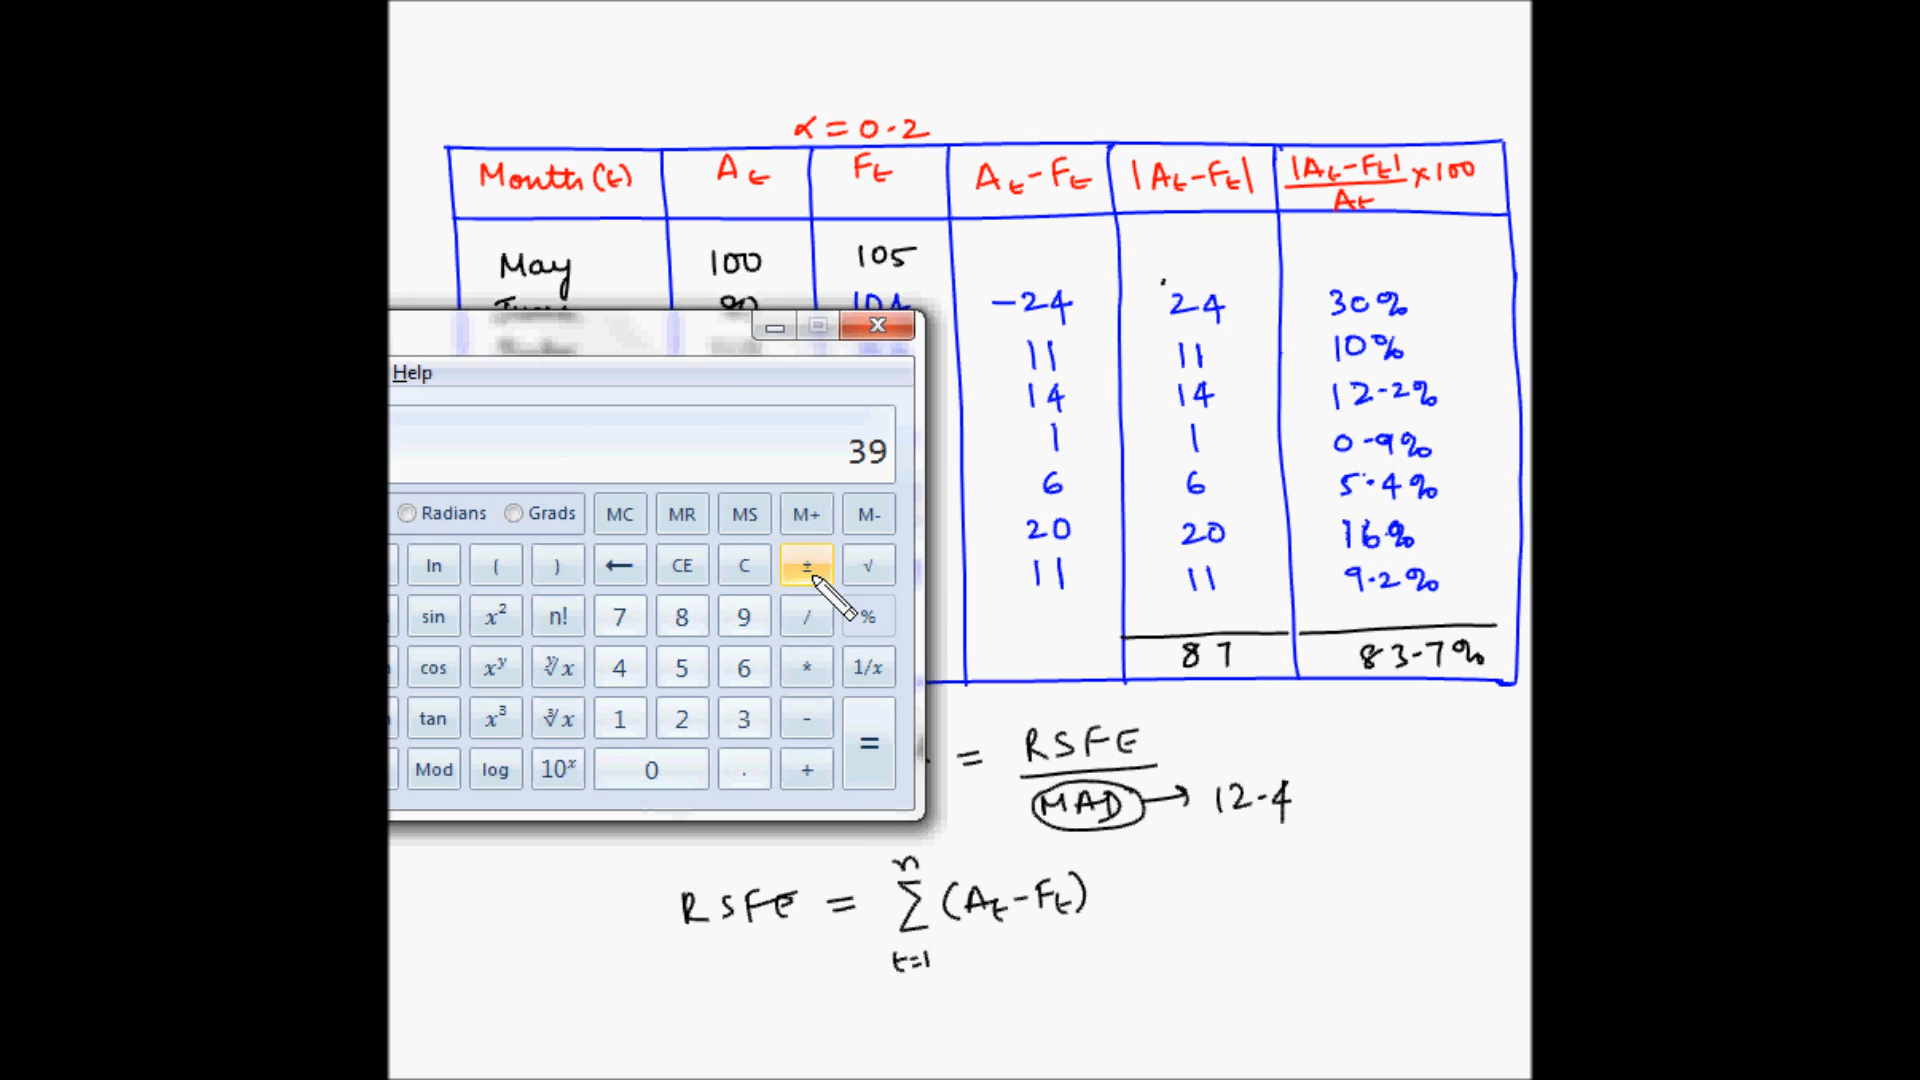 α = 0.2
Month(t) At Ft At-Ft |At-Ft| |At-Ft|/At ×100
May 100 105
-24 24 30%
11 11 10%
14 14 12.2%
1 1 0.9%
6 6 5.4%
20 20 16%
11 11 9.2%
87 83.7%
Help
39
Radians Grads MC MR MS M+ M-
ln ( ) ← CE C ± √
sin x² n! 7 8 9 / %
cos xʸ ʸ√x 4 5 6 * 1/x
tan x³ ³√x 1 2 3 - =
Mod log 10ˣ 0 . +
= RSFE
MAD → 12.4
RSFE = n∑t=1 (At-Ft)